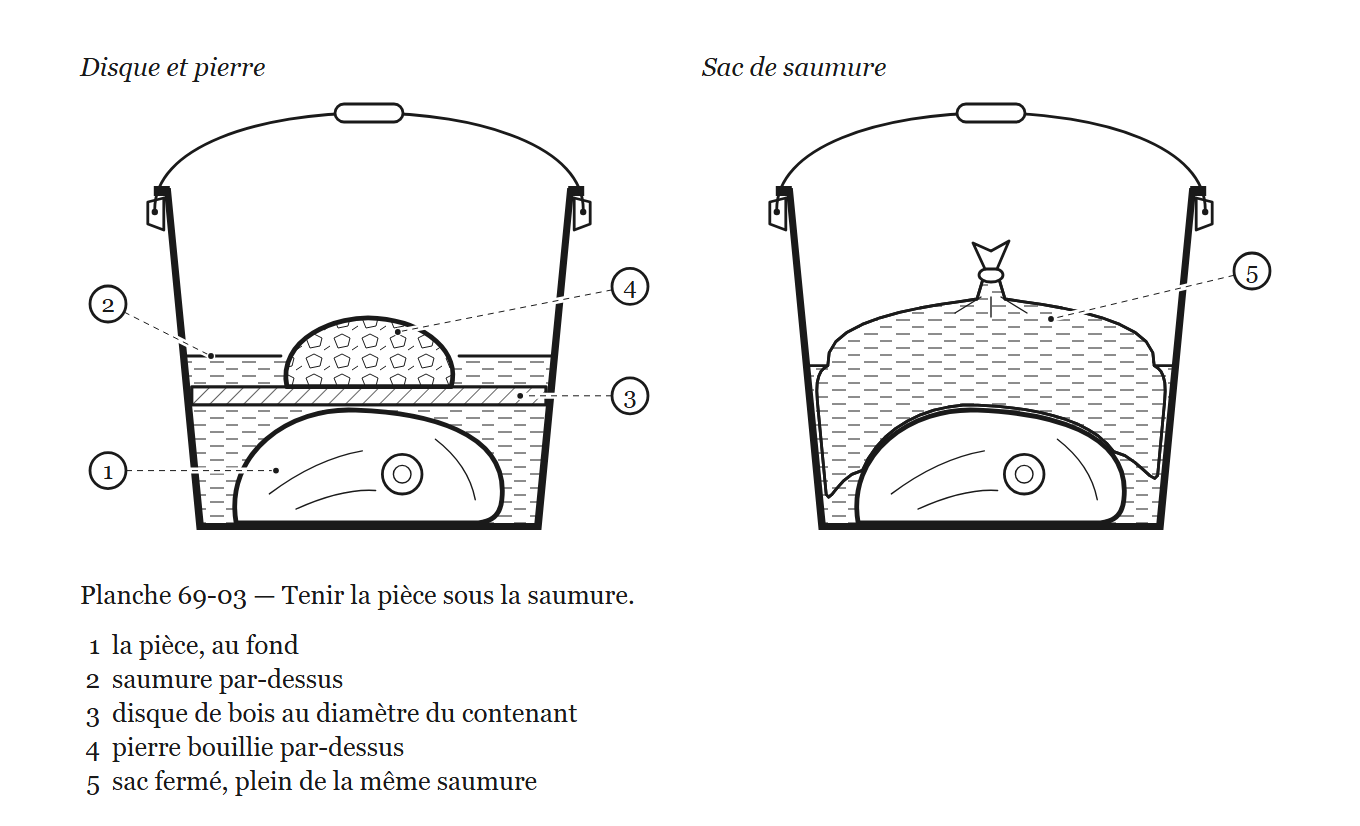 Disque et pierre
Sac de saumure
2
4
5
3
1
Planche 69-03 — Tenir la pièce sous la saumure.
1 la pièce, au fond
2 saumure par-dessus
3 disque de bois au diamètre du contenant
4 pierre bouillie par-dessus
5 sac fermé, plein de la même saumure